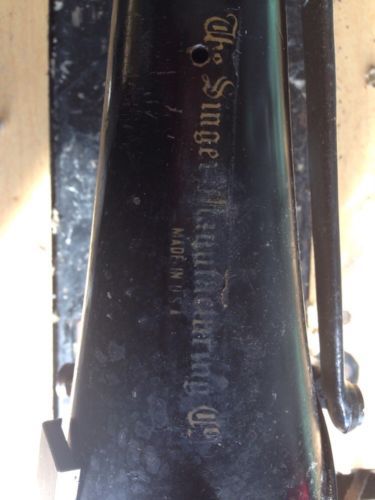 The Singer Manufacturing Co
MADE IN U.S.A